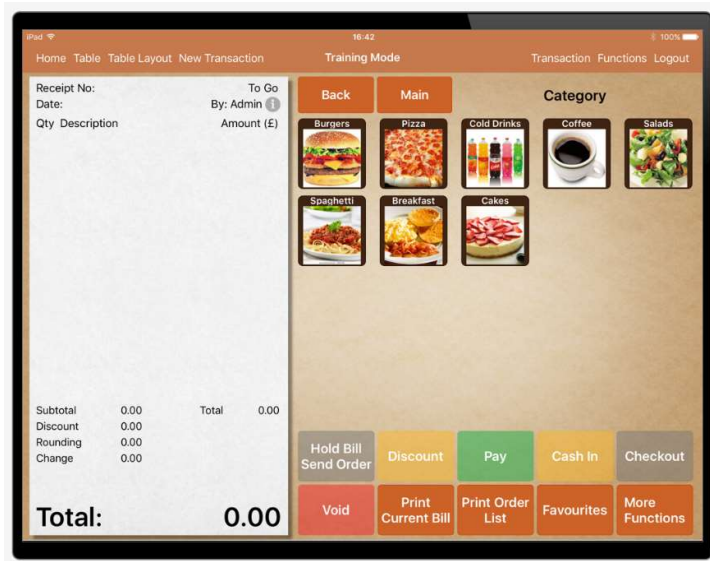 iPad 16:42 100%
Home Table Table Layout New Transaction Training Mode Transaction Functions Logout
Receipt No: To Go
Date: By: Admin i
Qty Description Amount (£)
Subtotal 0.00 Total 0.00
Discount 0.00
Rounding 0.00
Change 0.00
Total: 0.00
Back Main Category
Burgers Pizza Cold Drinks Coffee Salads
Spaghetti Breakfast Cakes
Hold Bill
Send Order
Discount
Pay
Cash In
Checkout
Void
Print
Current Bill
Print Order
List
Favourites
More
Functions